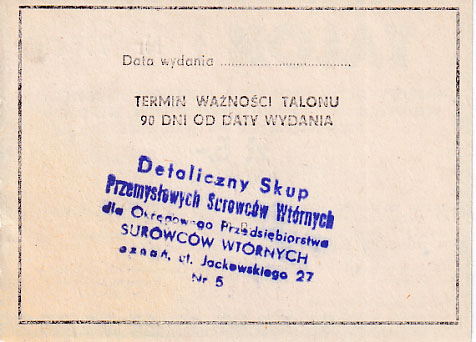 Data wydania ....................................
TERMIN WAŻNOŚCI TALONU
90 DNI OD DATY WYDANIA
Detaliczny Skup
Przemysłowych Surowców Wtórnych
dla Okręgowego Przedsiębiorstwa
SUROWCÓW WTÓRNYCH
oznań, ul. Jackowskiego 27
Nr 5